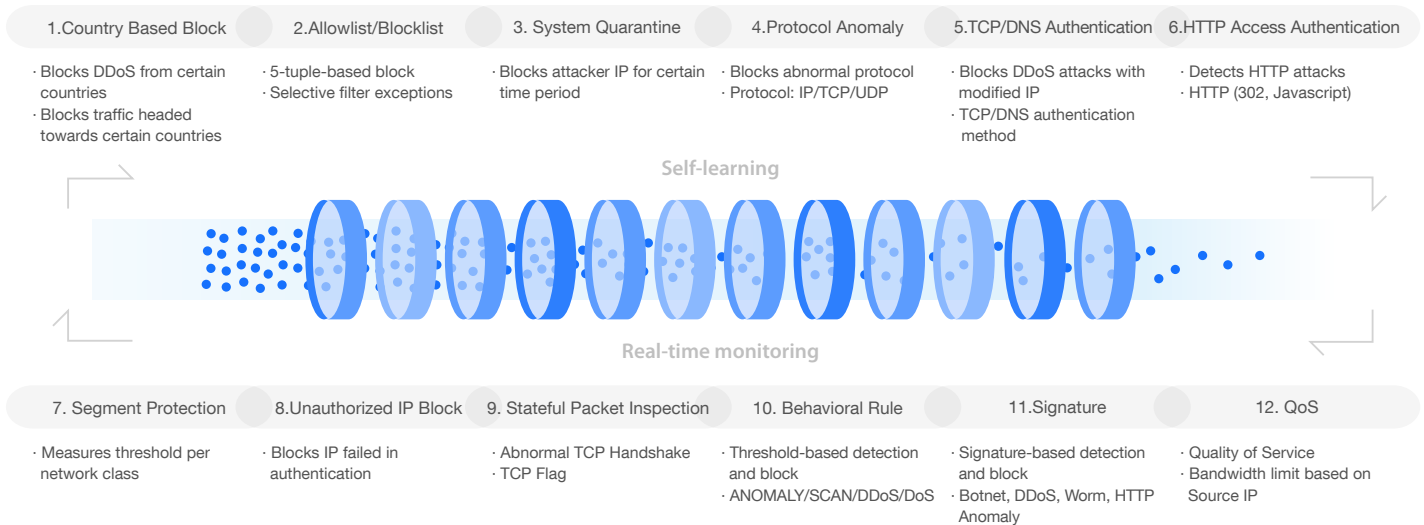 1.Country Based Block
2.Allowlist/Blocklist
3. System Quarantine
4.Protocol Anomaly
5.TCP/DNS Authentication
6.HTTP Access Authentication
· Blocks DDoS from certain
countries
· Blocks traffic headed
towards certain countries
· 5-tuple-based block
· Selective filter exceptions
· Blocks attacker IP for certain
time period
· Blocks abnormal protocol
· Protocol: IP/TCP/UDP
· Blocks DDoS attacks with
modified IP
· TCP/DNS authentication
method
· Detects HTTP attacks
· HTTP (302, Javascript)
Self-learning
Real-time monitoring
7. Segment Protection
8.Unauthorized IP Block
9. Stateful Packet Inspection
10. Behavioral Rule
11.Signature
12. QoS
· Measures threshold per
network class
· Blocks IP failed in
authentication
· Abnormal TCP Handshake
· TCP Flag
· Threshold-based detection
and block
· ANOMALY/SCAN/DDoS/DoS
· Signature-based detection
and block
· Botnet, DDoS, Worm, HTTP
Anomaly
· Quality of Service
· Bandwidth limit based on
Source IP